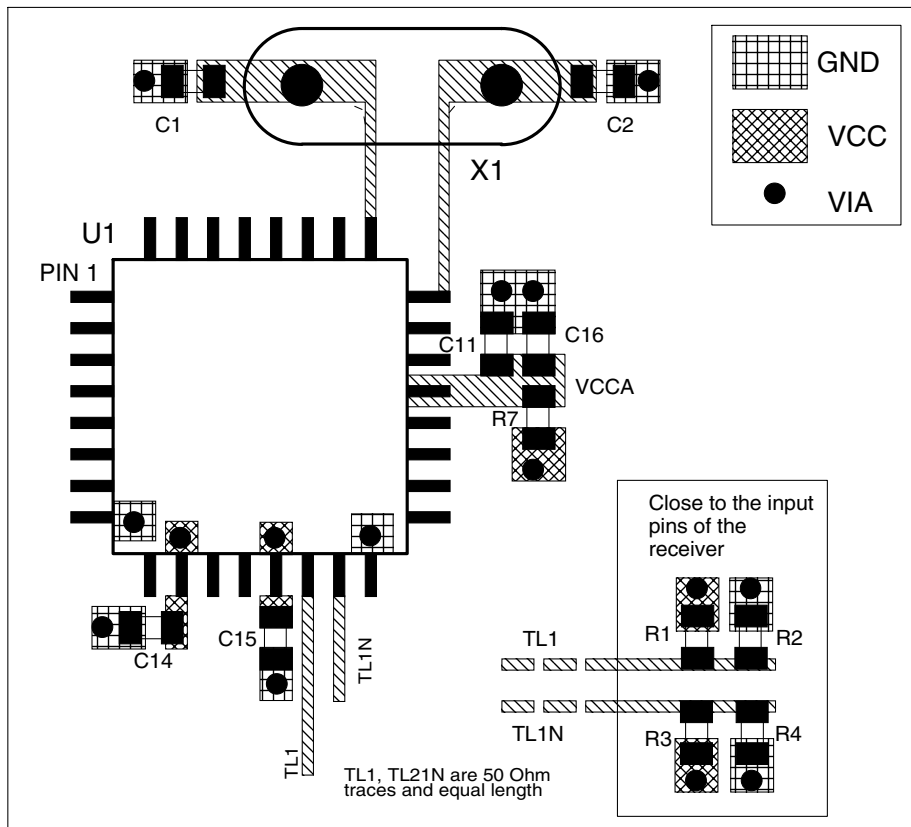 GND
VCC
VIA
C1
C2
X1
U1
PIN 1
C11
C16
VCCA
R7
Close to the input
pins of the
receiver
C14
C15
TL1
TL1N
TL1
TL1N
R1
R2
R3
R4
TL1, TL21N are 50 Ohm
traces and equal length